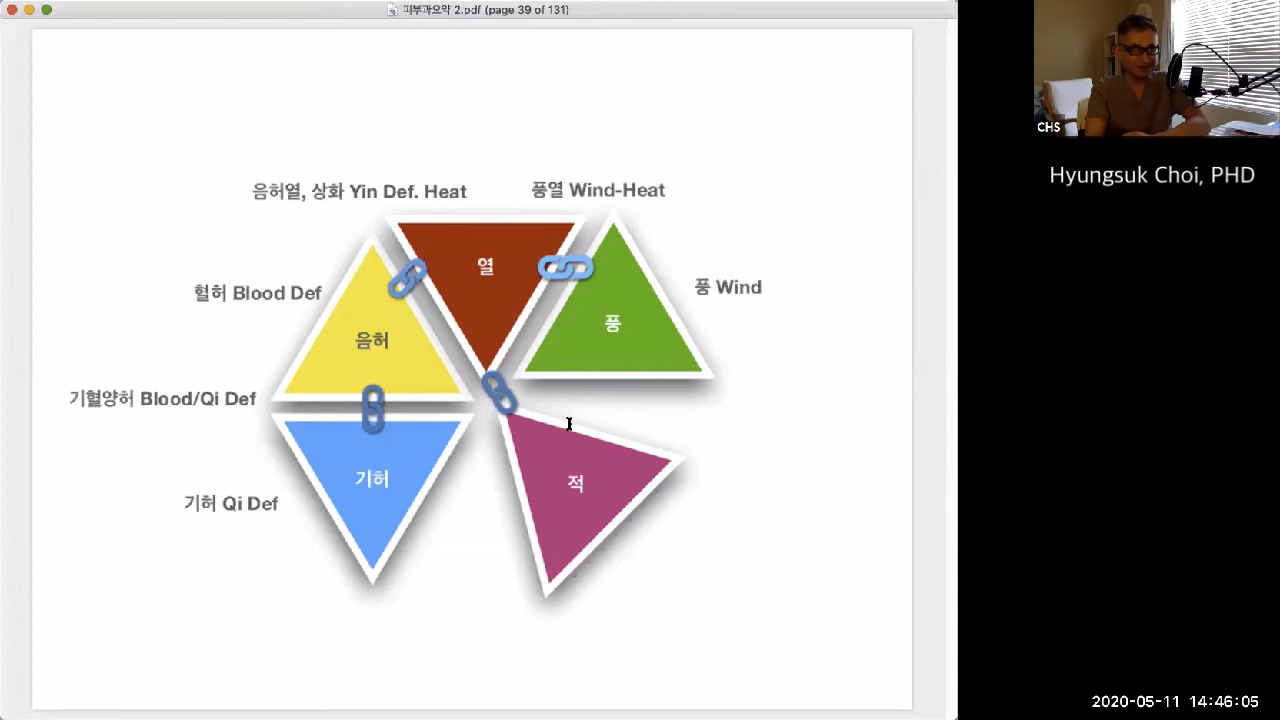 피부과요약 2.pdf (page 39 of 131)
CHS
Hyungsuk Choi, PHD
음허열, 상화 Yin Def. Heat
풍열 Wind-Heat
열
혈허 Blood Def
풍 Wind
풍
음허
기혈양허 Blood/Qi Def
기허
적
기허 Qi Def
2020-05-11 14:46:05